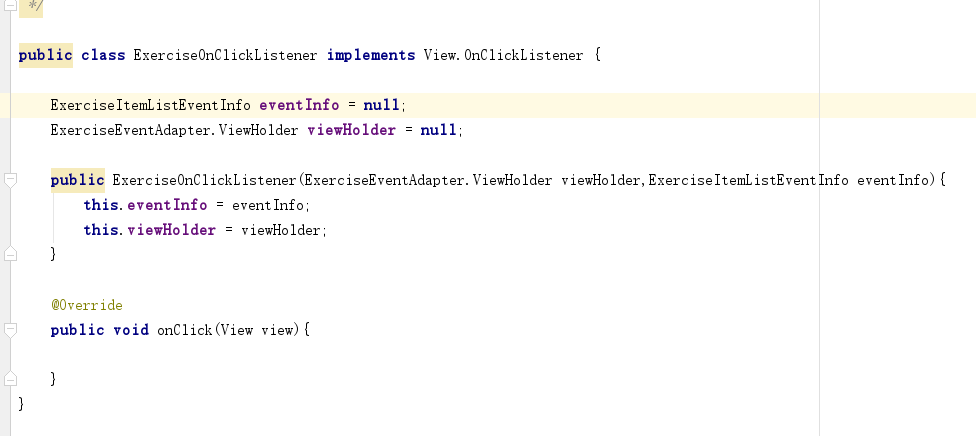 */
public class ExerciseOnClickListener implements View.OnClickListener {
ExerciseItemListEventInfo eventInfo = null;
ExerciseEventAdapter.ViewHolder viewHolder = null;
public ExerciseOnClickListener(ExerciseEventAdapter.ViewHolder viewHolder,ExerciseItemListEventInfo eventInfo){
this.eventInfo = eventInfo;
this.viewHolder = viewHolder;
}
@Override
public void onClick(View view){
}
}